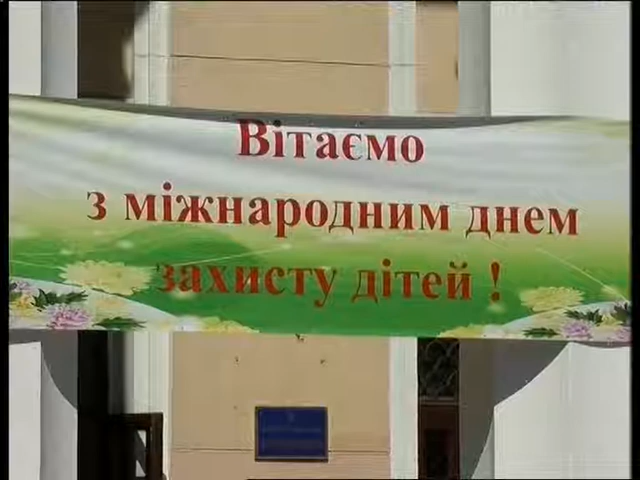 Вітаємо
з міжнародним днем
захисту дітей !